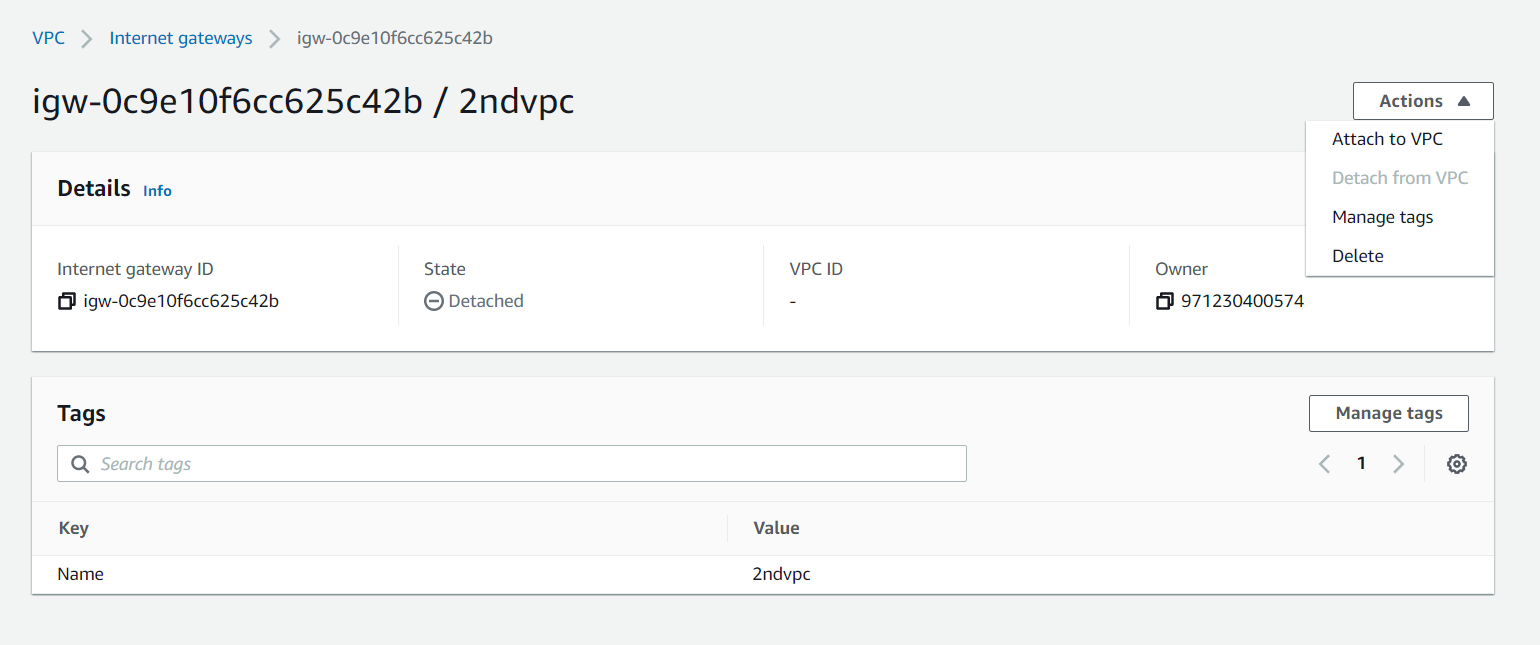 VPC Internet gateways igw-0c9e10f6cc625c42b
igw-0c9e10f6cc625c42b / 2ndvpc
Actions
Attach to VPC
Detach from VPC
Manage tags
Delete
Details Info
Internet gateway ID
igw-0c9e10f6cc625c42b
State
Detached
VPC ID
-
Owner
971230400574
Tags
Manage tags
Search tags
1
Key Value
Name 2ndvpc